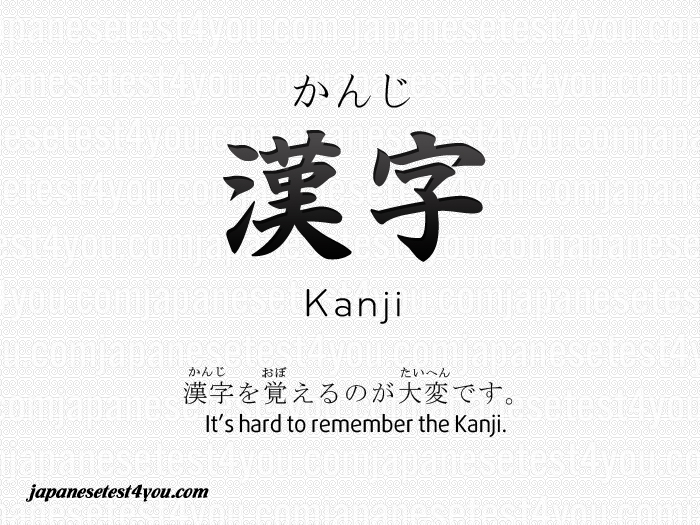 かんじ
漢字
Kanji
かんじ おぼ たいへん
漢字を覚えるのが大変です。
It's hard to remember the Kanji.
japanesetest4you.com